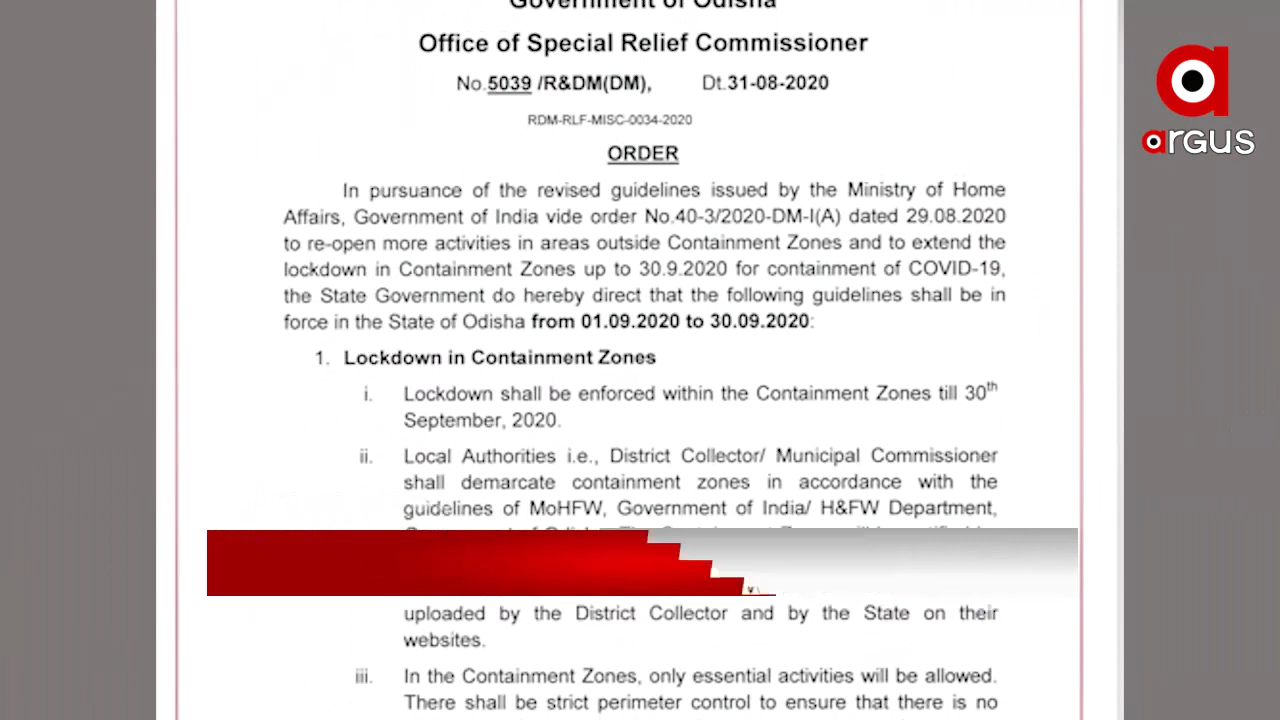 Government of Odisha
Office of Special Relief Commissioner
No.5039 /R&DM(DM), Dt.31-08-2020
RDM-RLF-MISC-0034-2020
ORDER
In pursuance of the revised guidelines issued by the Ministry of Home
Affairs, Government of India vide order No.40-3/2020-DM-I(A) dated 29.08.2020
to re-open more activities in areas outside Containment Zones and to extend the
lockdown in Containment Zones up to 30.9.2020 for containment of COVID-19,
the State Government do hereby direct that the following guidelines shall be in
force in the State of Odisha from 01.09.2020 to 30.09.2020:
1. Lockdown in Containment Zones
i. Lockdown shall be enforced within the Containment Zones till 30th
September, 2020.
ii. Local Authorities i.e., District Collector/ Municipal Commissioner
shall demarcate containment zones in accordance with the
guidelines of MoHFW, Government of India/ H&FW Department,
uploaded by the District Collector and by the State on their
websites.
iii. In the Containment Zones, only essential activities will be allowed.
There shall be strict perimeter control to ensure that there is no
argus